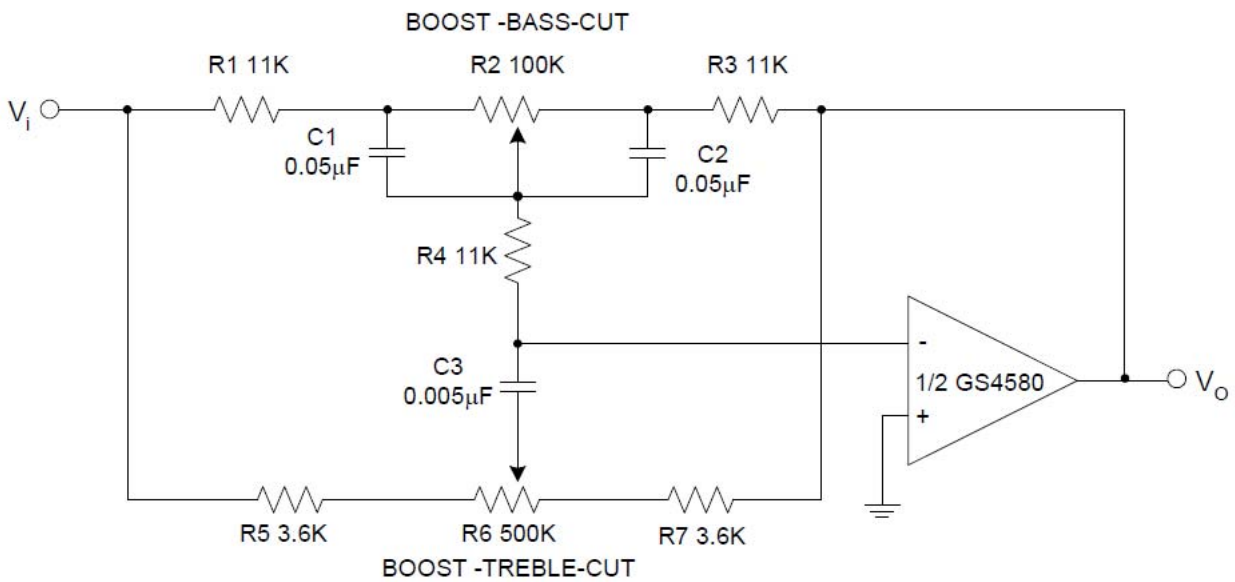 BOOST -BASS-CUT
R1 11K
R2 100K
R3 11K
Vi
C1
0.05μF
C2
0.05μF
R4 11K
C3
0.005μF
-
1/2 GS4580
+
VO
R5 3.6K
R6 500K
R7 3.6K
BOOST -TREBLE-CUT